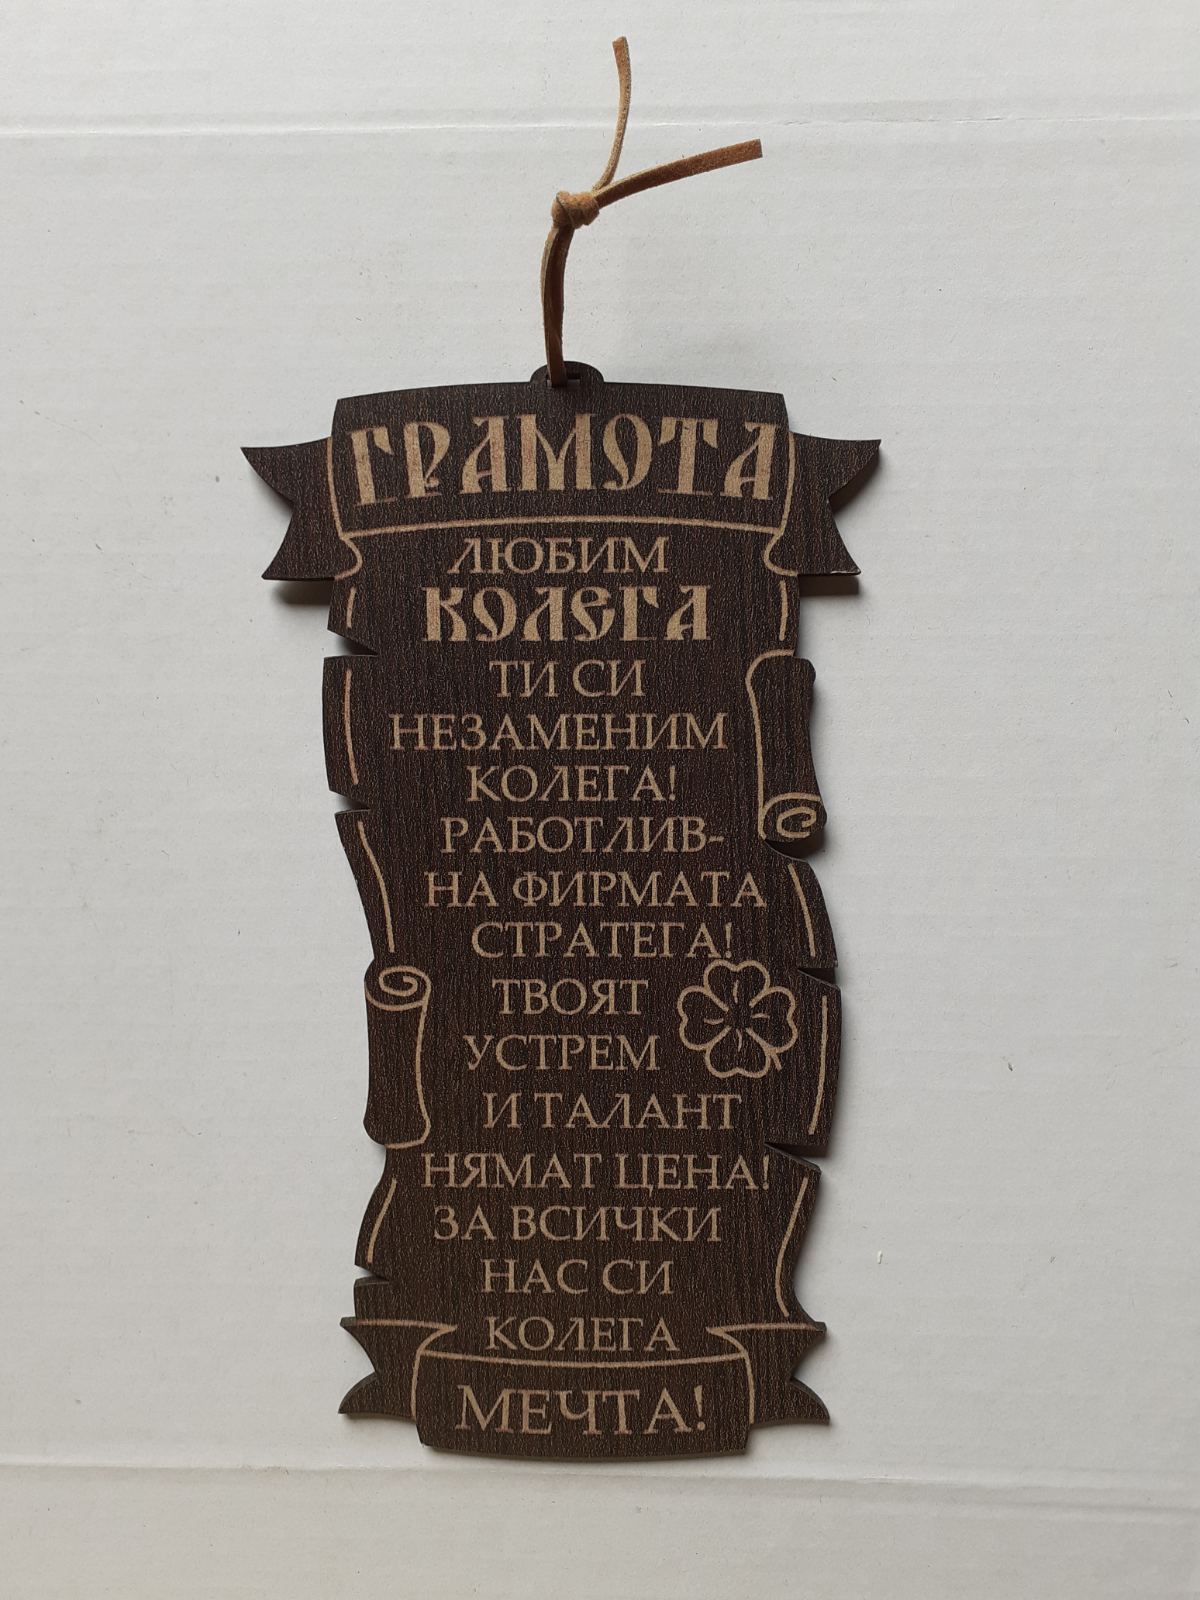 ГРАМОТА
ЛЮБИМ
КОЛЕГА
ТИ СИ
НЕЗАМЕНИМ
КОЛЕГА!
РАБОТЛИВ-
НА ФИРМАТА
СТРАТЕГА!
ТВОЯТ
УСТРЕМ
И ТАЛАНТ
НЯМАТ ЦЕНА!
ЗА ВСИЧКИ
НАС СИ
КОЛЕГА
МЕЧТА!